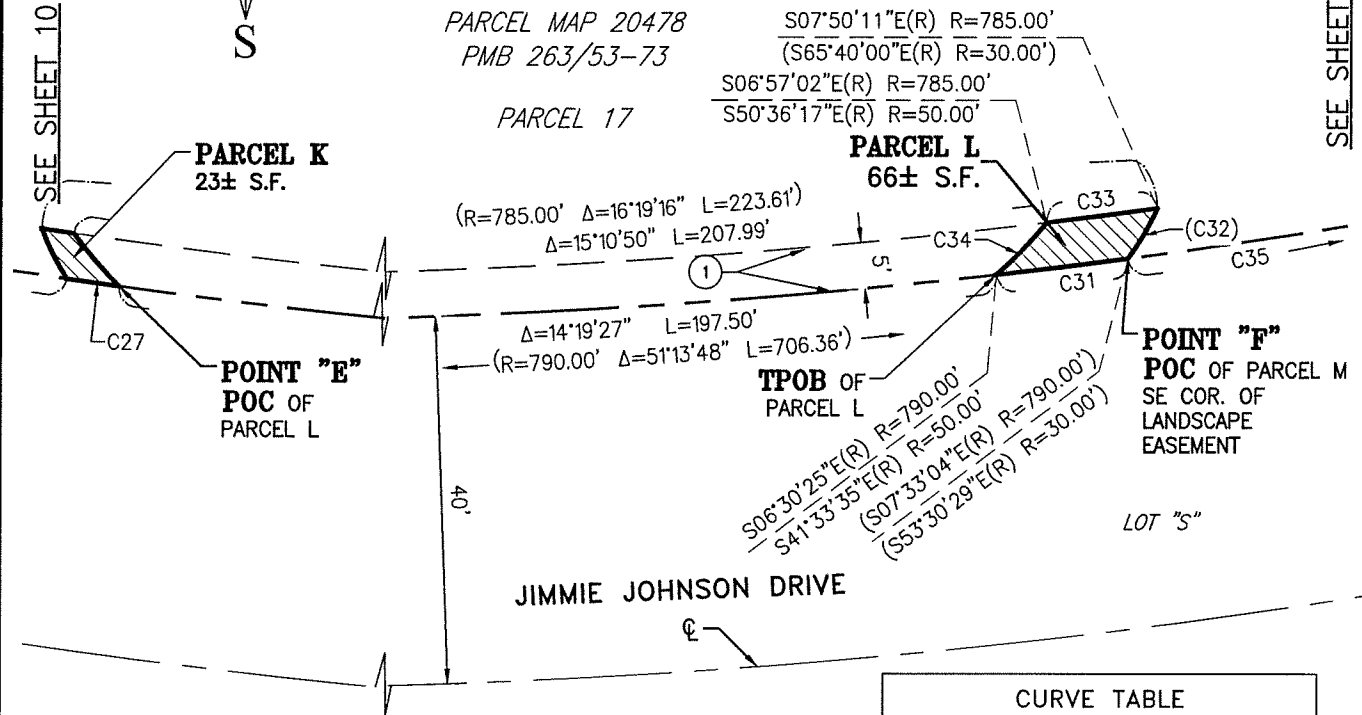 SEE SHEET 10
S
PARCEL MAP 20478
PMB 263/53-73
PARCEL 17
S07°50'11"E(R) R=785.00'
(S65°40'00"E(R) R=30.00')
S06°57'02"E(R) R=785.00'
S50°36'17"E(R) R=50.00'
SEE SHEET
PARCEL K
23± S.F.
PARCEL L
66± S.F.
(R=785.00' Δ=16°19'16" L=223.61')
Δ=15°10'50" L=207.99'
1
5'
C33
C34
(C32)
C31
C35
C27
Δ=14°19'27" L=197.50'
(R=790.00' Δ=51°13'48" L=706.36')
POINT "E"
POC OF
PARCEL L
TPOB OF
PARCEL L
POINT "F"
POC OF PARCEL M
SE COR. OF
LANDSCAPE
EASEMENT
S06°30'25"E(R) R=790.00'
S41°33'35"E(R) R=50.00'
(S07°33'04"E(R) R=790.00')
(S53°30'29"E(R) R=30.00')
40'
LOT "S"
JIMMIE JOHNSON DRIVE
℄
CURVE TABLE